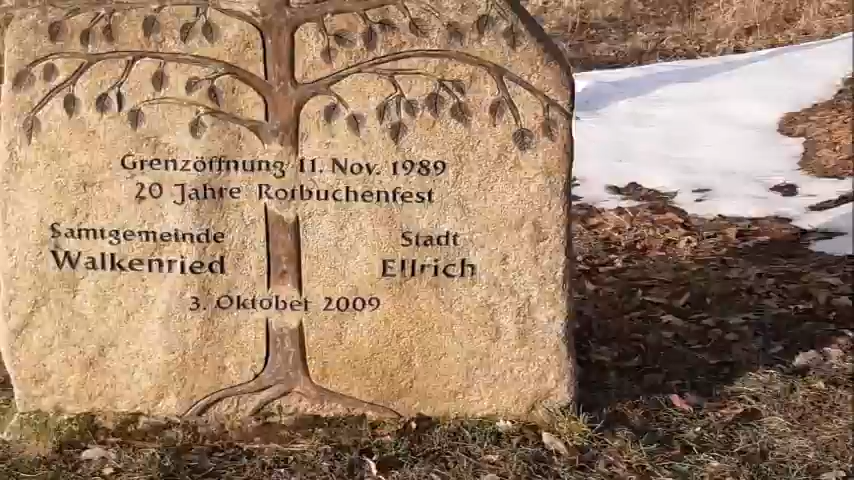 Grenzöffnung 11. Nov. 1989
20 Jahre Rotbuchenfest
Samtgemeinde
Walkenried
Stadt
Ellrich
3. Oktober 2009